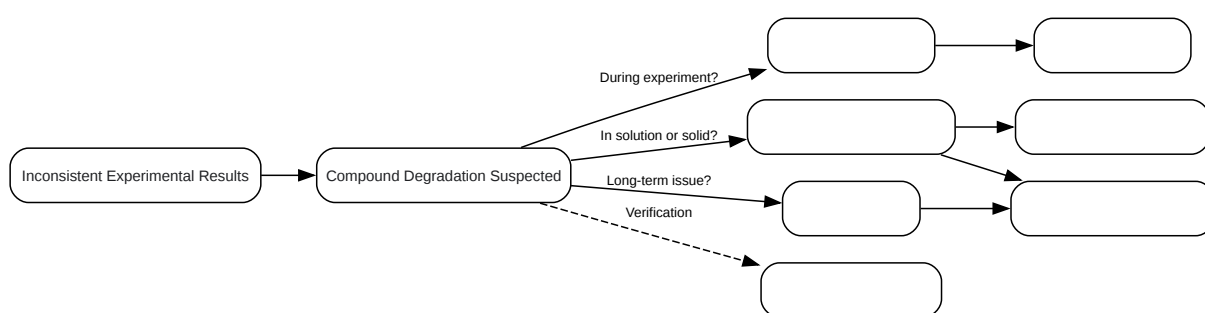 Inconsistent Experimental Results
Compound Degradation Suspected
During experiment?
In solution or solid?
Long-term issue?
Verification